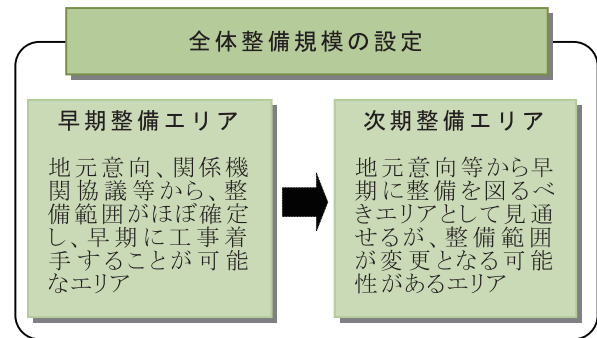 全体整備規模の設定
早期整備エリア
地元意向、関係機
関協議等から、整
備範囲がほぼ確定
し、早期に工事着
手することが可能
なエリア
次期整備エリア
地元意向等から早
期に整備を図るべ
きエリアとして見通
せるが、整備範囲
が変更となる可能
性があるエリア